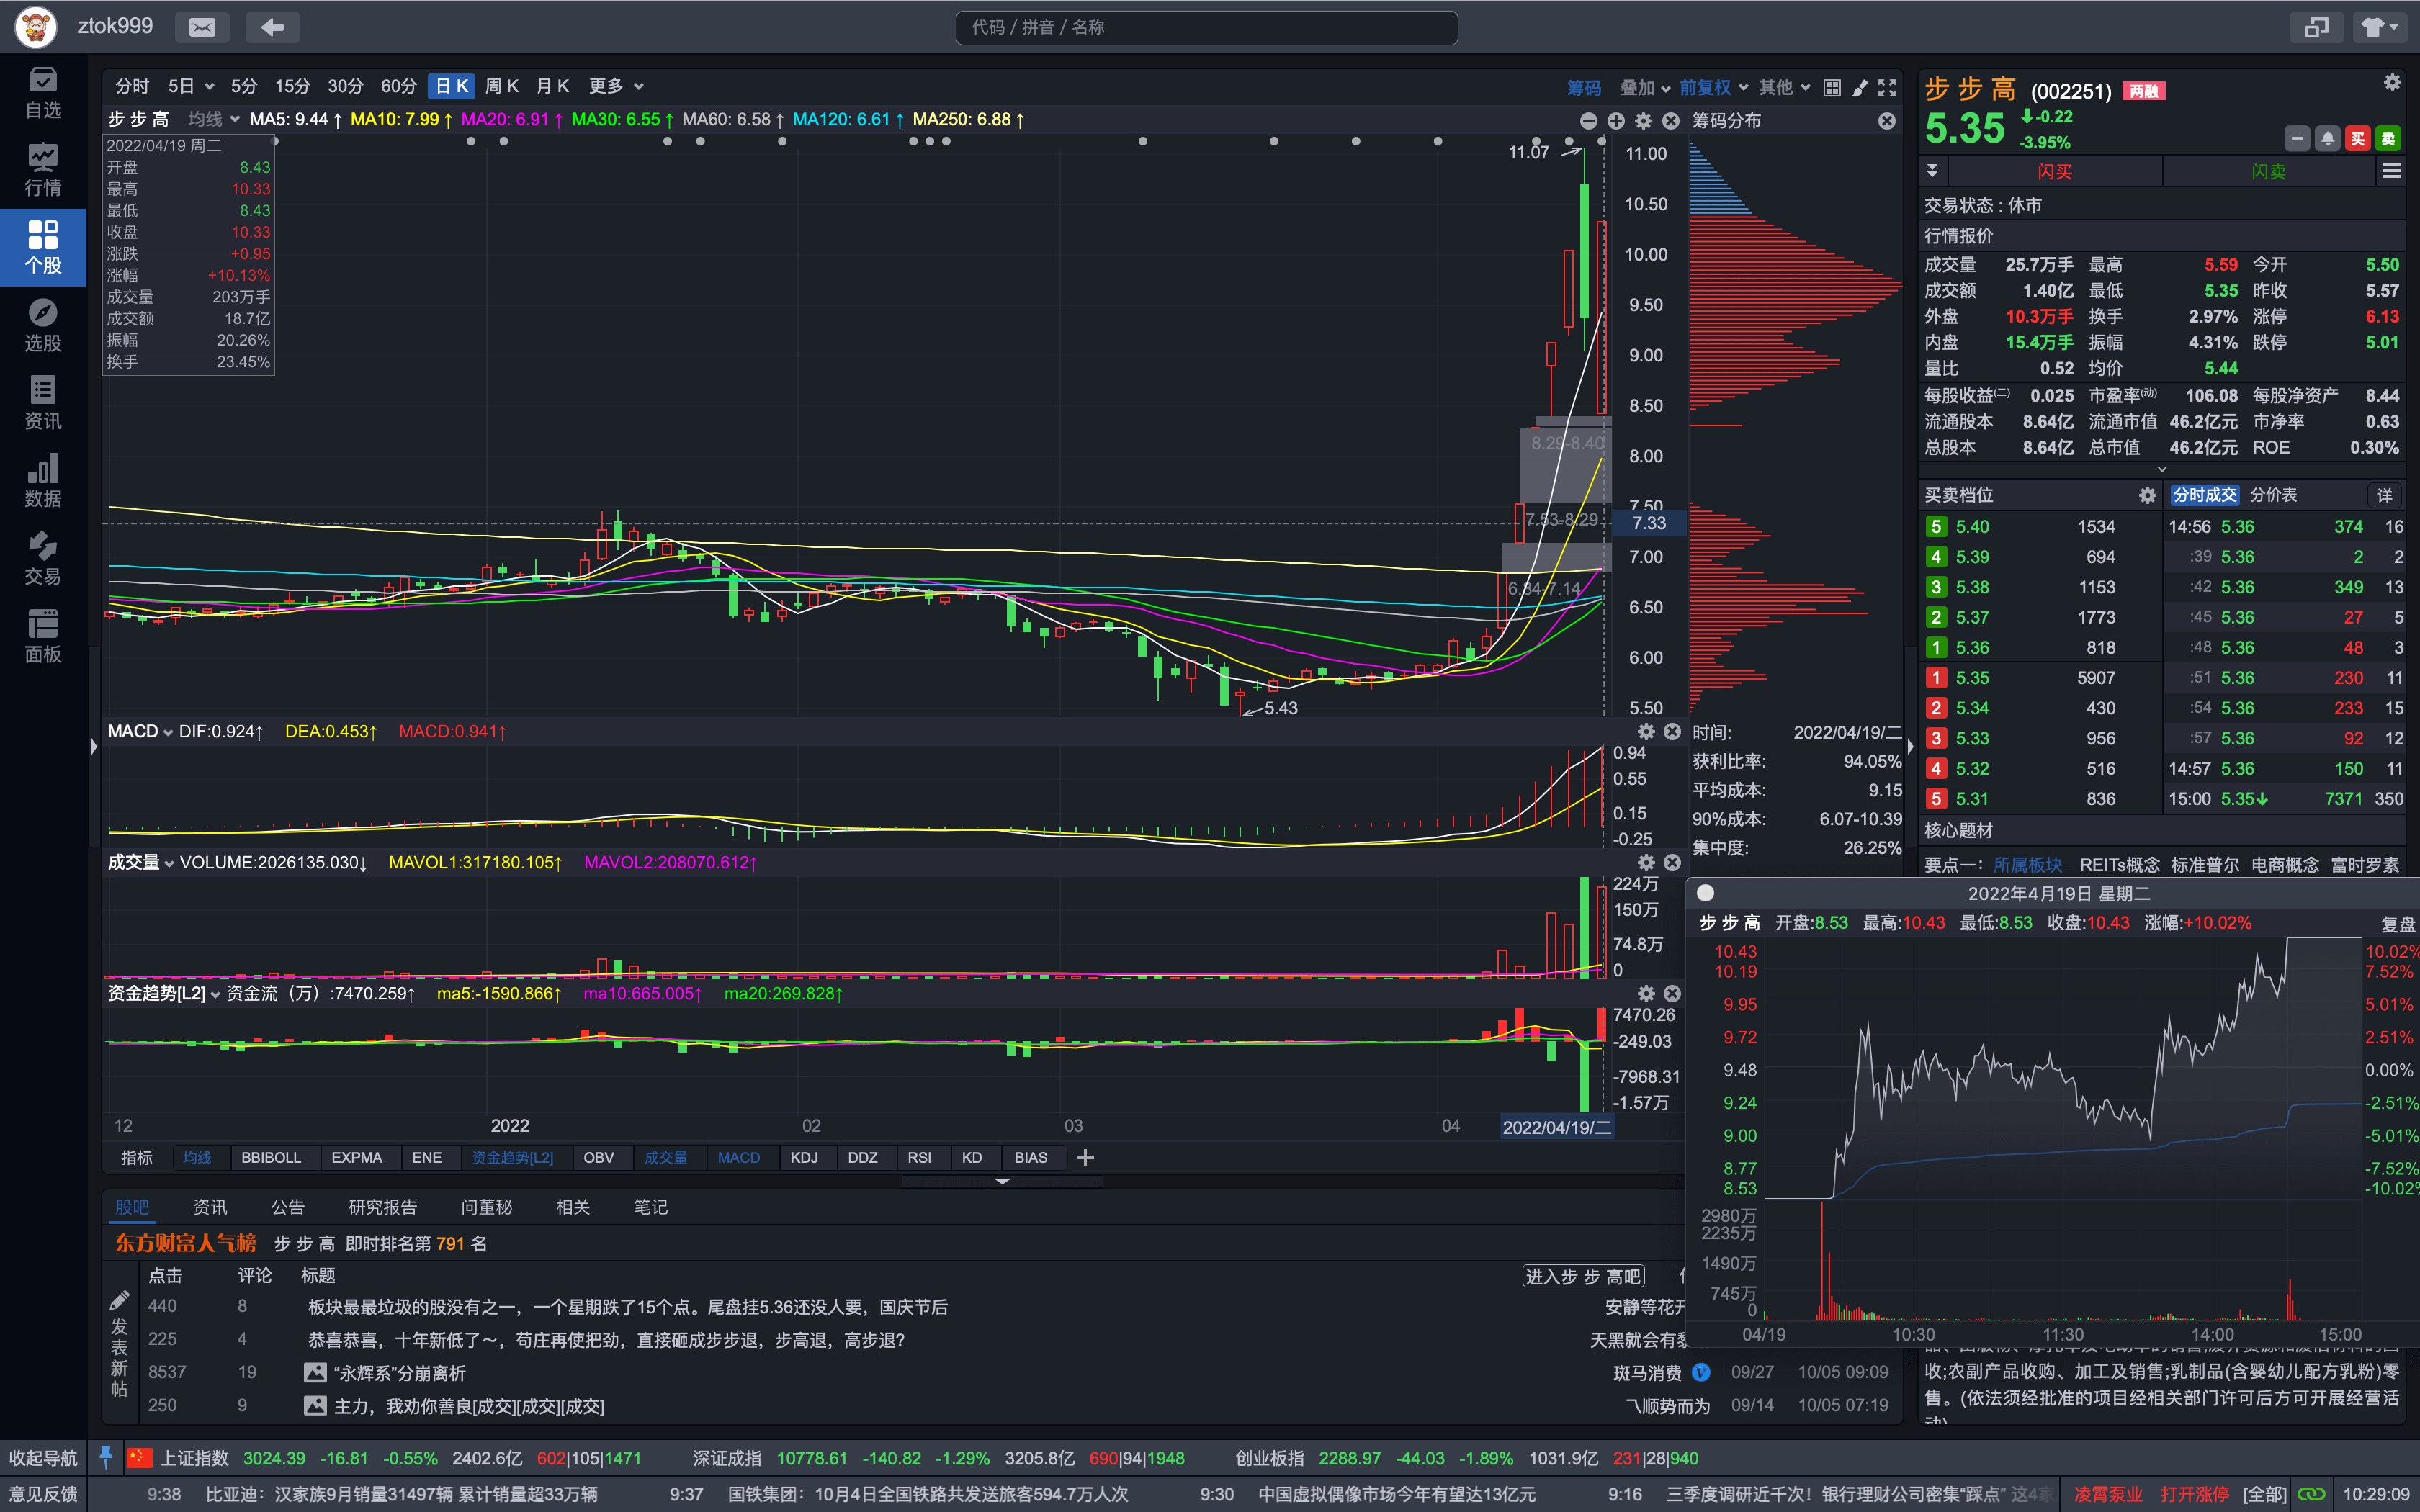 ztok999
代码 / 拼音 / 名称
自选
行情
个股
选股
资讯
数据
交易
面板
分时 5日 5分 15分 30分 60分 日K 周K 月K 更多 筹码 叠加 前复权 其他
步 步 高 均线 MA5: 9.44↑ MA10: 7.99↑ MA20: 6.91↑ MA30: 6.55↑ MA60: 6.58↑ MA120: 6.61↑ MA250: 6.88↑ 筹码分布
2022/04/19 周二
开盘 8.43
最高 10.33
最低 8.43
收盘 10.33
涨跌 +0.95
涨幅 +10.13%
成交量 203万手
成交额 18.7亿
振幅 20.26%
换手 23.45%
11.07
8.29-8.40
7.53-8.29
6.84-7.14
5.43
11.00
10.50
10.00
9.50
9.00
8.50
8.00
7.50
7.33
7.00
6.50
6.00
5.50
MACD DIF:0.924↑ DEA:0.453↑ MACD:0.941↑
0.94
0.55
0.15
-0.25
成交量 VOLUME:2026135.030↓ MAVOL1:317180.105↑ MAVOL2:208070.612↑
224万
150万
74.8万
0
资金趋势[L2] 资金流（万）:7470.259↑ ma5:-1590.866↑ ma10:665.005↑ ma20:269.828↑
7470.26
-249.03
-7968.31
-1.57万
12 2022 02 03 04 2022/04/19/二
时间: 2022/04/19/二
获利比率: 94.05%
平均成本: 9.15
90%成本: 6.07-10.39
集中度: 26.25%
指标 均线 BBIBOLL EXPMA ENE 资金趋势[L2] OBV 成交量 MACD KDJ DDZ RSI KD BIAS
股吧 资讯 公告 研究报告 问董秘 相关 笔记
东方财富人气榜 步 步 高 即时排名第 791 名
点击 评论 标题 进入步 步 高吧
发表新帖
440 8 板块最最垃圾的股没有之一，一个星期跌了15个点。尾盘挂5.36还没人要，国庆节后 安静等花开
225 4 恭喜恭喜，十年新低了～，苟庄再使把劲，直接砸成步步退，步高退，高步退? 天黑就会有
8537 19 “永辉系”分崩离析 斑马消费 09/27 10/05 09:09
250 9 主力，我劝你善良[成交][成交][成交] ㄟ顺势而为 09/14 10/05 07:19
步 步 高 (002251) 两融
5.35 -0.22
-3.95%
买 卖
闪买 闪卖
交易状态 : 休市
行情报价
成交量 25.7万手 最高 5.59 今开 5.50
成交额 1.40亿 最低 5.35 昨收 5.57
外盘 10.3万手 换手 2.97% 涨停 6.13
内盘 15.4万手 振幅 4.31% 跌停 5.01
量比 0.52 均价 5.44
每股收益(二) 0.025 市盈率(动) 106.08 每股净资产 8.44
流通股本 8.64亿 流通市值 46.2亿元 市净率 0.63
总股本 8.64亿 总市值 46.2亿元 ROE 0.30%
买卖档位 分时成交 分价表 详
5 5.40 1534 14:56 5.36 374 16
4 5.39 694 :39 5.36 2 2
3 5.38 1153 :42 5.36 349 13
2 5.37 1773 :45 5.36 27 5
1 5.36 818 :48 5.36 48 3
1 5.35 5907 :51 5.36 230 11
2 5.34 430 :54 5.36 233 15
3 5.33 956 :57 5.36 92 12
4 5.32 516 14:57 5.36 150 11
5 5.31 836 15:00 5.35↓ 7371 350
核心题材
要点一： 所属板块 REITs概念 标准普尔 电商概念 富时罗素
2022年4月19日 星期二
步 步 高 开盘:8.53 最高:10.43 最低:8.53 收盘:10.43 涨幅:+10.02% 复盘
10.43 10.02%
10.19 7.52%
9.95 5.01%
9.72 2.51%
9.48 0.00%
9.24 -2.51%
9.00 -5.01%
8.77 -7.52%
8.53 -10.02%
2980万
2235万
1490万
745万
0
04/19 10:30 11:30 14:00 15:00
收;农副产品收购、加工及销售;乳制品(含婴幼儿配方乳粉)零
售。(依法须经批准的项目经相关部门许可后方可开展经营活
收起导航 上证指数 3024.39 -16.81 -0.55% 2402.6亿 602|105|1471 深证成指 10778.61 -140.82 -1.29% 3205.8亿 690|94|1948 创业板指 2288.97 -44.03 -1.89% 1031.9亿 231|28|940
意见反馈 9:38 比亚迪：汉家族9月销量31497辆 累计销量超33万辆 9:37 国铁集团：10月4日全国铁路共发送旅客594.7万人次 9:30 中国虚拟偶像市场今年有望达13亿元 9:16 三季度调研近千次！银行理财公司密集“踩点” 这4家 凌霄泵业 打开涨停 [全部] 10:29:09